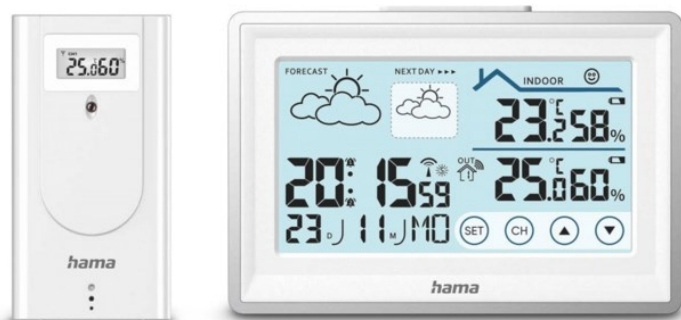 CH1
25.0 60%
hama
FORECAST
NEXT DAY ►►►
INDOOR
23.2 °C 58%
20:15 59
OUT
25.0 °C 60%
23 D 11 M MO
SET CH ▲ ▼
hama